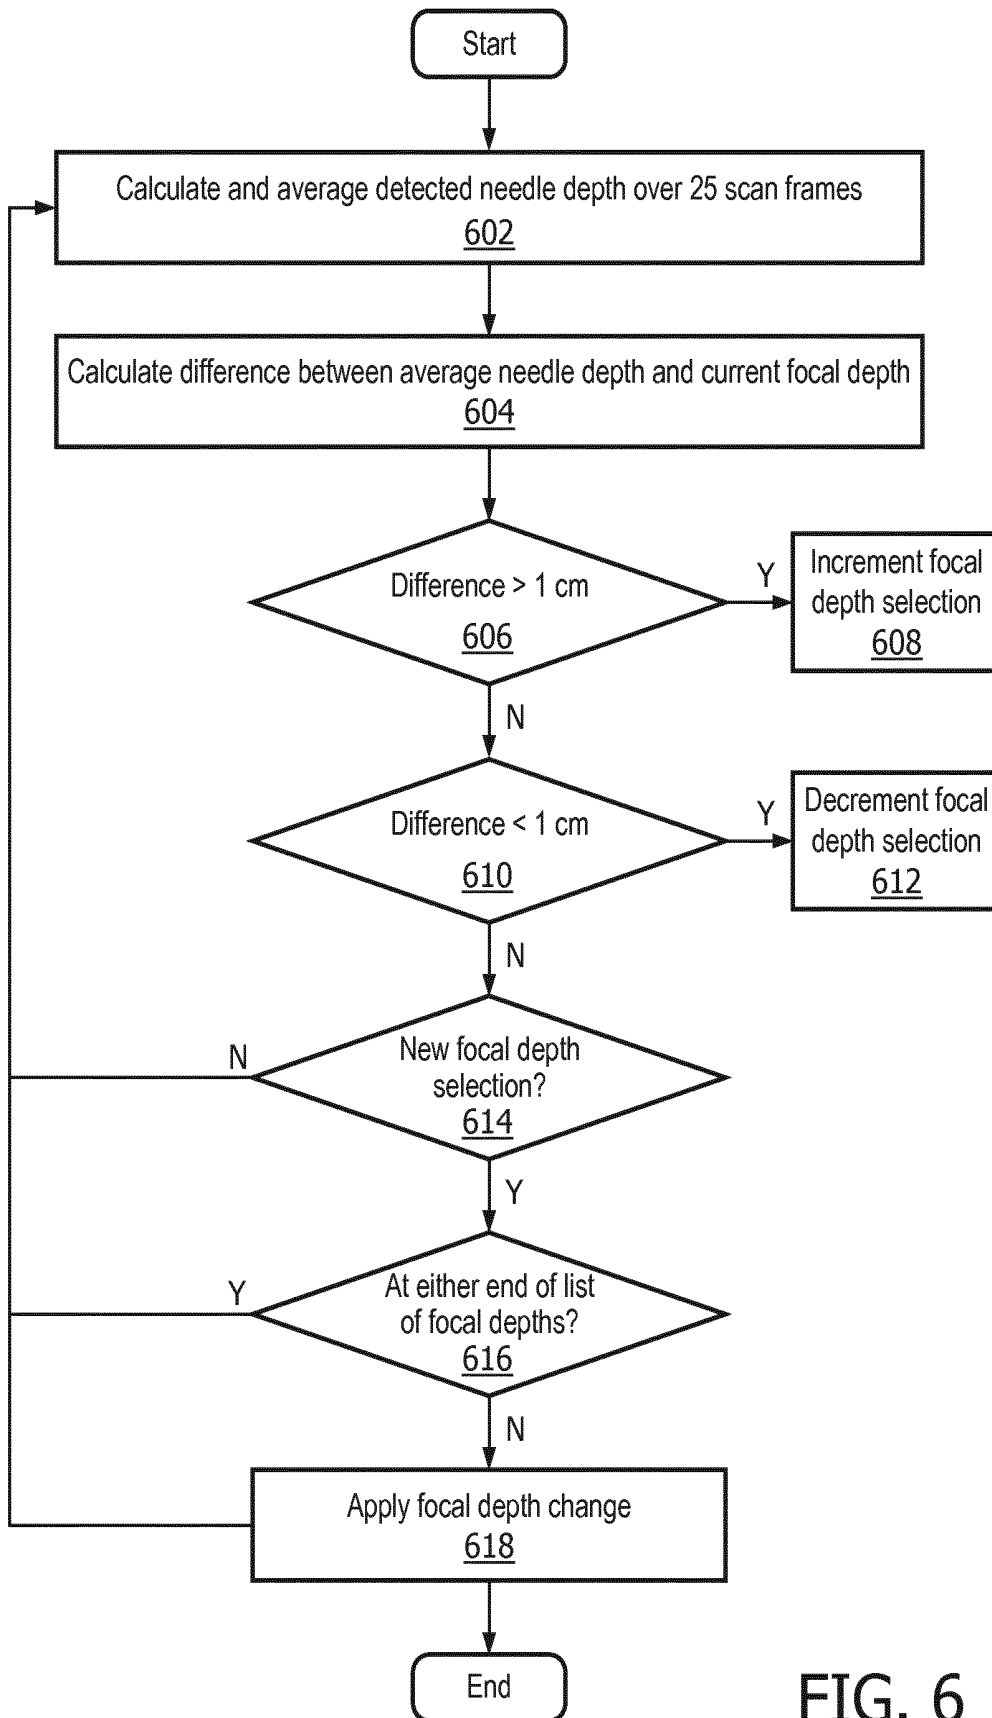 Start
Calculate and average detected needle depth over 25 scan frames
602
Calculate difference between average needle depth and current focal depth
604
Difference > 1 cm
606
Y
Increment focal
depth selection
608
N
Difference < 1 cm
610
Y
Decrement focal
depth selection
612
N
New focal depth
selection?
614
N
Y
At either end of list
of focal depths?
616
Y
N
Apply focal depth change
618
End
FIG. 6